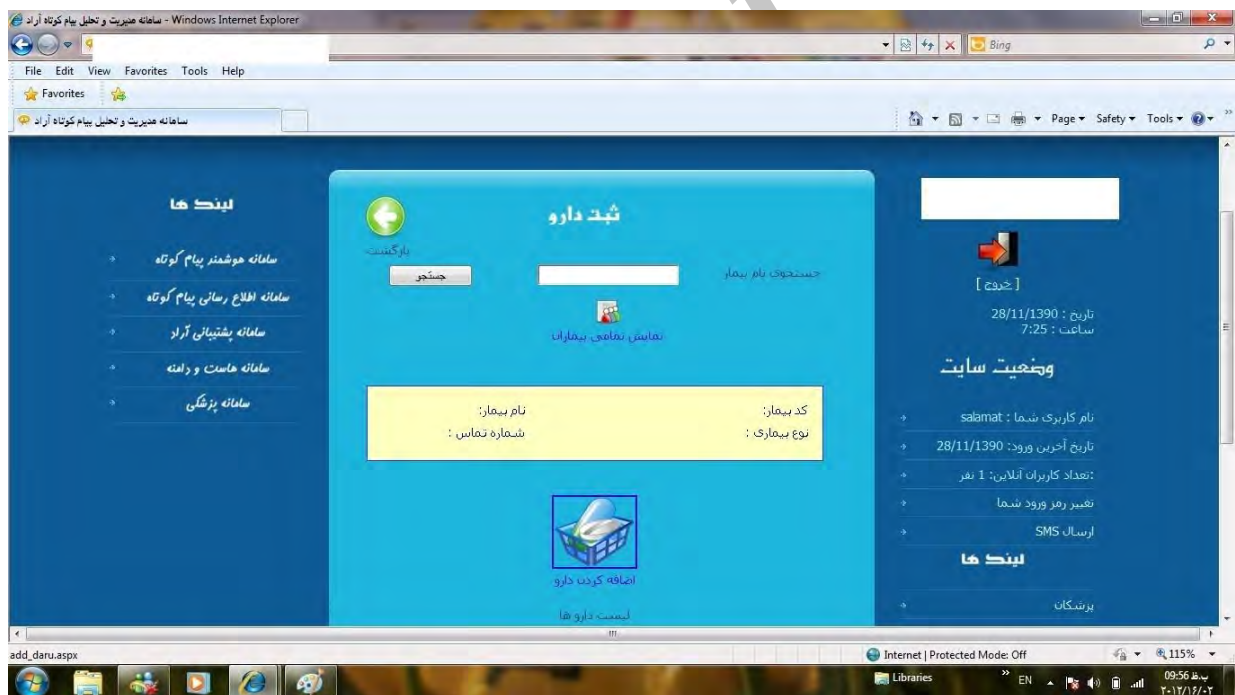 سامانه مدیریت و تحلیل پیام کوتاه آراد - Windows Internet Explorer
Bing
File Edit View Favorites Tools Help
Favorites
سامانه مدیریت و تحلیل پیام کوتاه آراد
Page Safety Tools
[ خروج ]
تاریخ : 28/11/1390
ساعت : 7:25
وضعیت سایت
نام کاربری شما : salamat
تاریخ آخرین ورود: 28/11/1390
:تعداد کاربران آنلاین: 1 نفر
تغییر رمز ورود شما
ارسال SMS
لینک ها
پزشکان
ثبت دارو
بازگشت
جستجوی نام بیمار
جستجو
نمایش تمامی بیماران
کد بیمار:
نام بیمار:
نوع بیماری :
شماره تماس :
اضافه کردن دارو
لیست دارو ها
لینک ها
سامانه هوشمند پیام کوتاه
سامانه اطلاع رسانی پیام کوتاه
سامانه پشتیبانی آراد
سامانه هاست و دامنه
سامانه پزشکی
add_daru.aspx
Internet | Protected Mode: Off
115%
Libraries
EN
09:56 ب.ظ